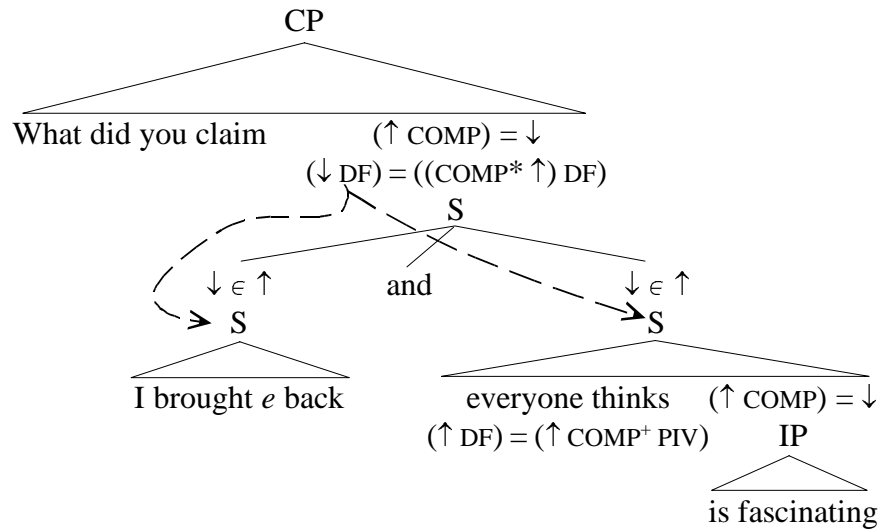 CP
What did you claim (↑ COMP) = ↓
(↓ DF) = ((COMP* ↑) DF)
S
↓ ∈ ↑ and ↓ ∈ ↑
S S
I brought e back everyone thinks (↑ COMP) = ↓
(↑ DF) = (↑ COMP⁺ PIV) IP
is fascinating